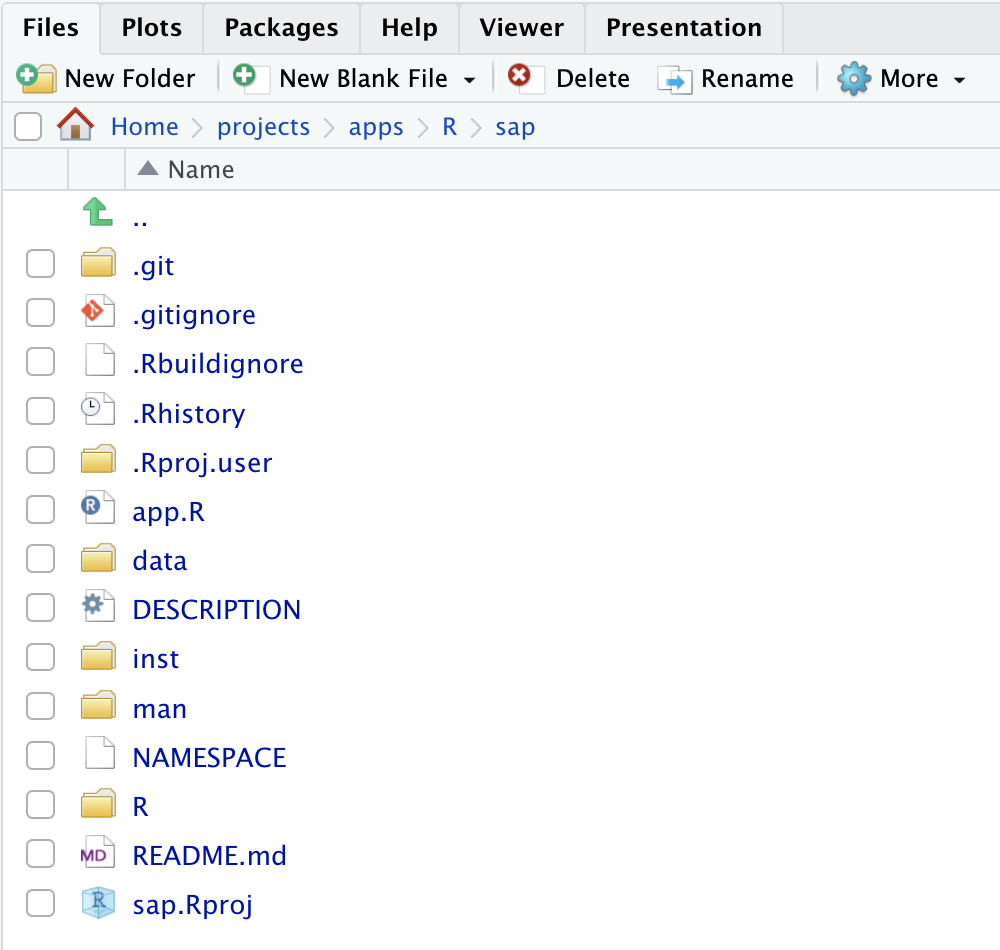 Files Plots Packages Help Viewer Presentation
New Folder New Blank File Delete Rename More
Home projects apps R sap
Name
..
.git
.gitignore
.Rbuildignore
.Rhistory
.Rproj.user
R app.R
data
DESCRIPTION
inst
man
NAMESPACE
R
MD README.md
R sap.Rproj